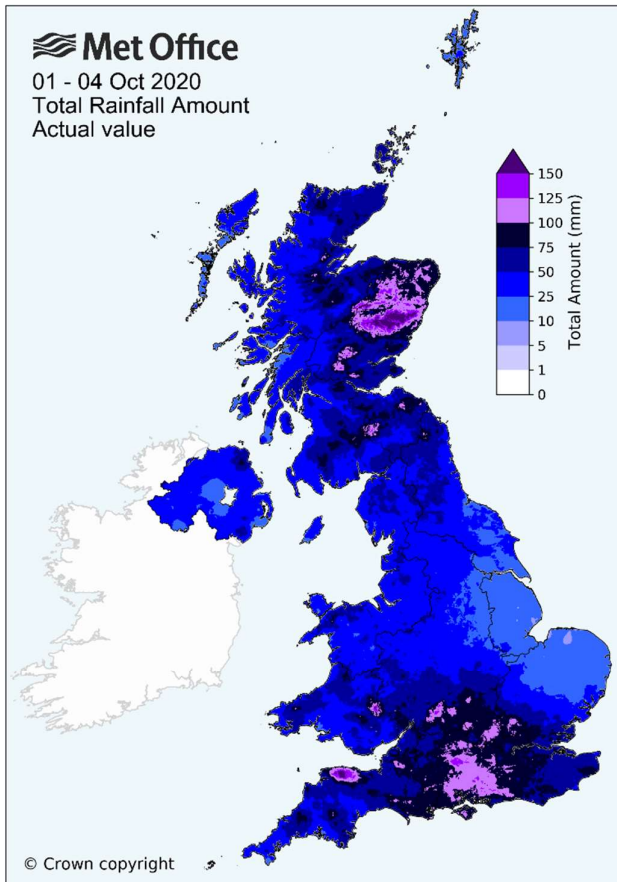 Met Office
01 - 04 Oct 2020
Total Rainfall Amount
Actual value
150
125
100
75
50
25
10
5
1
0
Total Amount (mm)
© Crown copyright